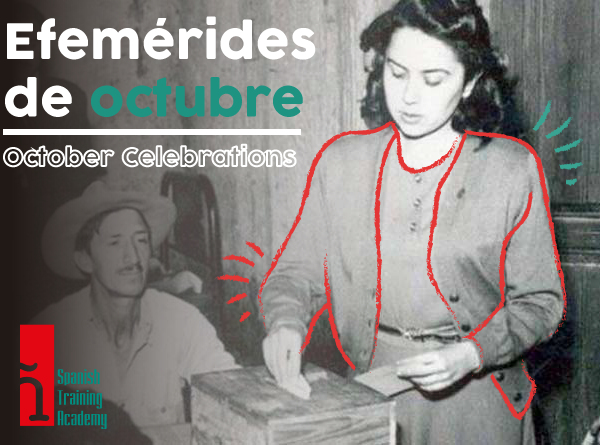 Efemérides
de octubre
October Celebrations
Spanish
Training
Academy